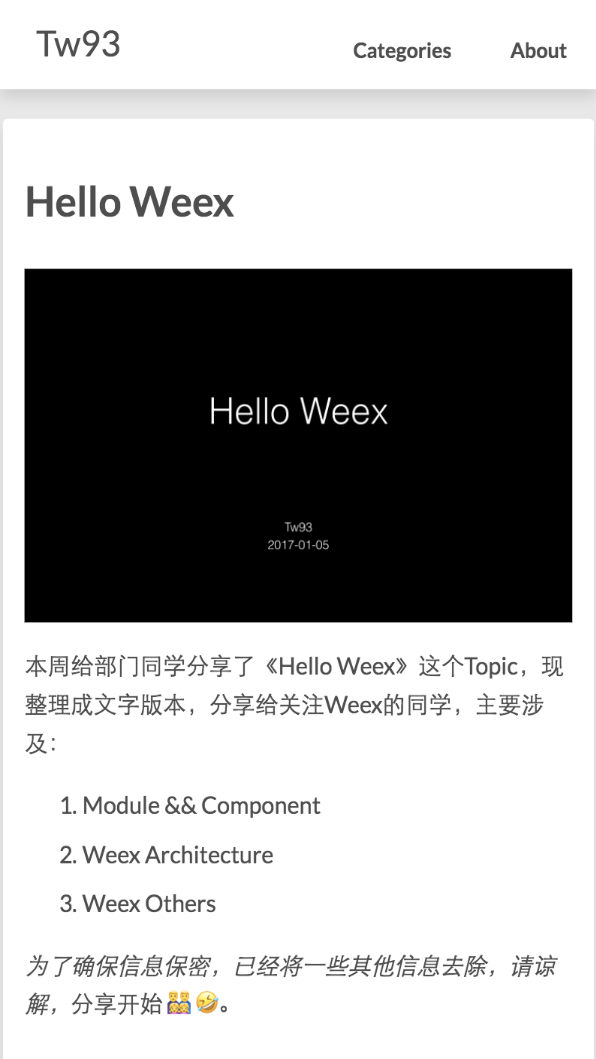 Tw93
Categories
About
Hello Weex
Hello Weex
Tw93
2017-01-05
本周给部门同学分享了《Hello Weex》这个Topic，现
整理成文字版本，分享给关注Weex的同学，主要涉
及：
1. Module && Component
2. Weex Architecture
3. Weex Others
为了确保信息保密，已经将一些其他信息去除，请谅
解，分享开始👬🤣。